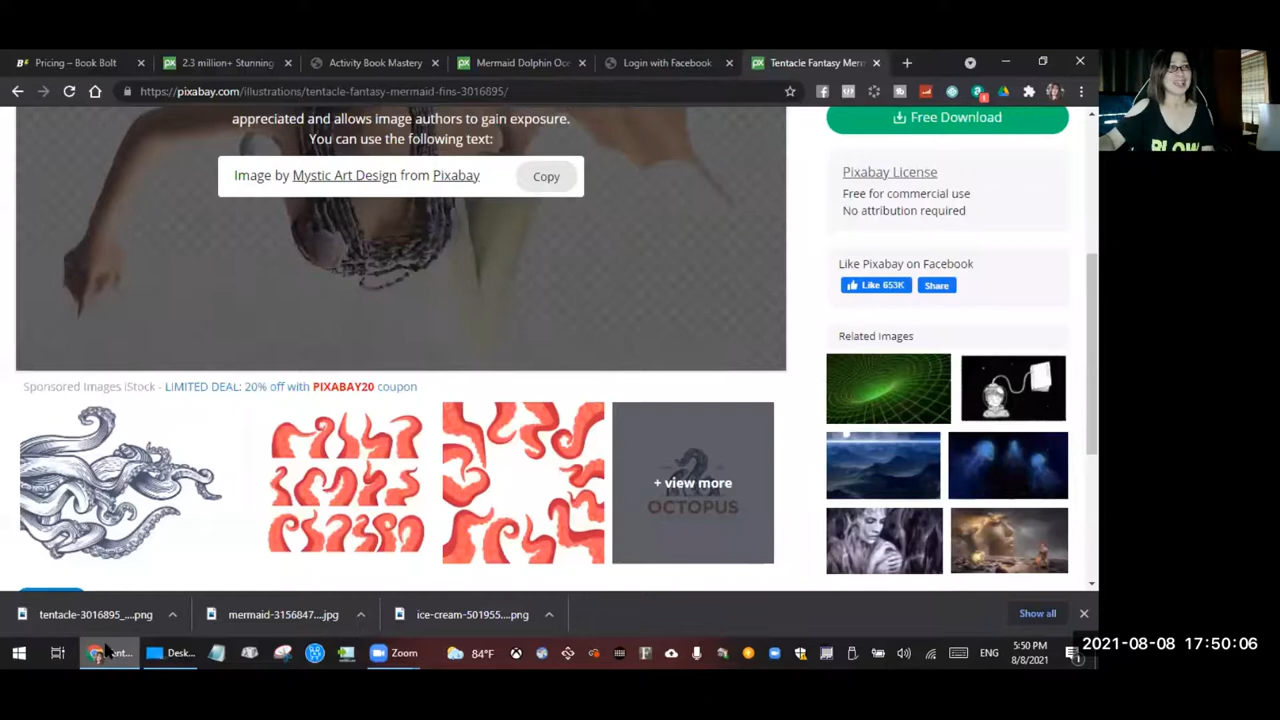 Pricing – Book Bolt
2.3 million+ Stunning
Activity Book Mastery
Mermaid Dolphin Oce
Login with Facebook
Tentacle Fantasy Merm
https://pixabay.com/illustrations/tentacle-fantasy-mermaid-fins-3016895/
appreciated and allows image authors to gain exposure.
You can use the following text:
Image by Mystic Art Design from Pixabay
Copy
Free Download
Pixabay License
Free for commercial use
No attribution required
Like Pixabay on Facebook
Like 653K
Share
Related Images
Sponsored Images iStock - LIMITED DEAL: 20% off with PIXABAY20 coupon
+ view more
OCTOPUS
BLOW
tentacle-3016895_....png
mermaid-3156847...jpg
ice-cream-501955....png
Show all
Desk...
Zoom
84°F
ENG
5:50 PM
8/8/2021
1
2021-08-08 17:50:06